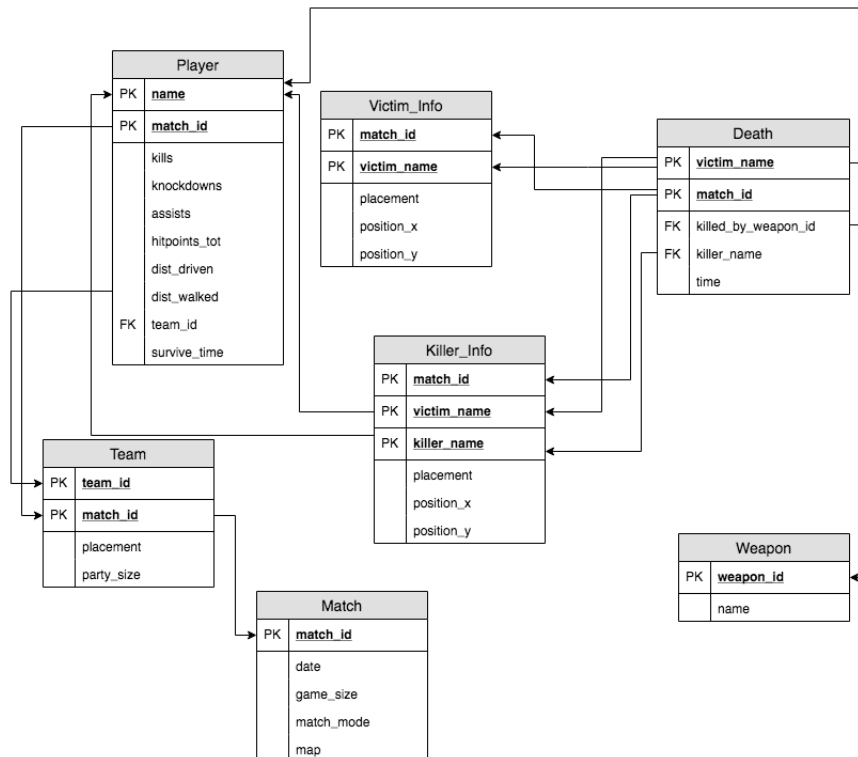 Player
PK name
PK match_id
kills
knockdowns
assists
hitpoints_tot
dist_driven
dist_walked
FK team_id
survive_time
Victim_Info
PK match_id
PK victim_name
placement
position_x
position_y
Death
PK victim_name
PK match_id
FK killed_by_weapon_id
FK killer_name
time
Killer_Info
PK match_id
PK victim_name
PK killer_name
placement
position_x
position_y
Team
PK team_id
PK match_id
placement
party_size
Weapon
PK weapon_id
name
Match
PK match_id
date
game_size
match_mode
map